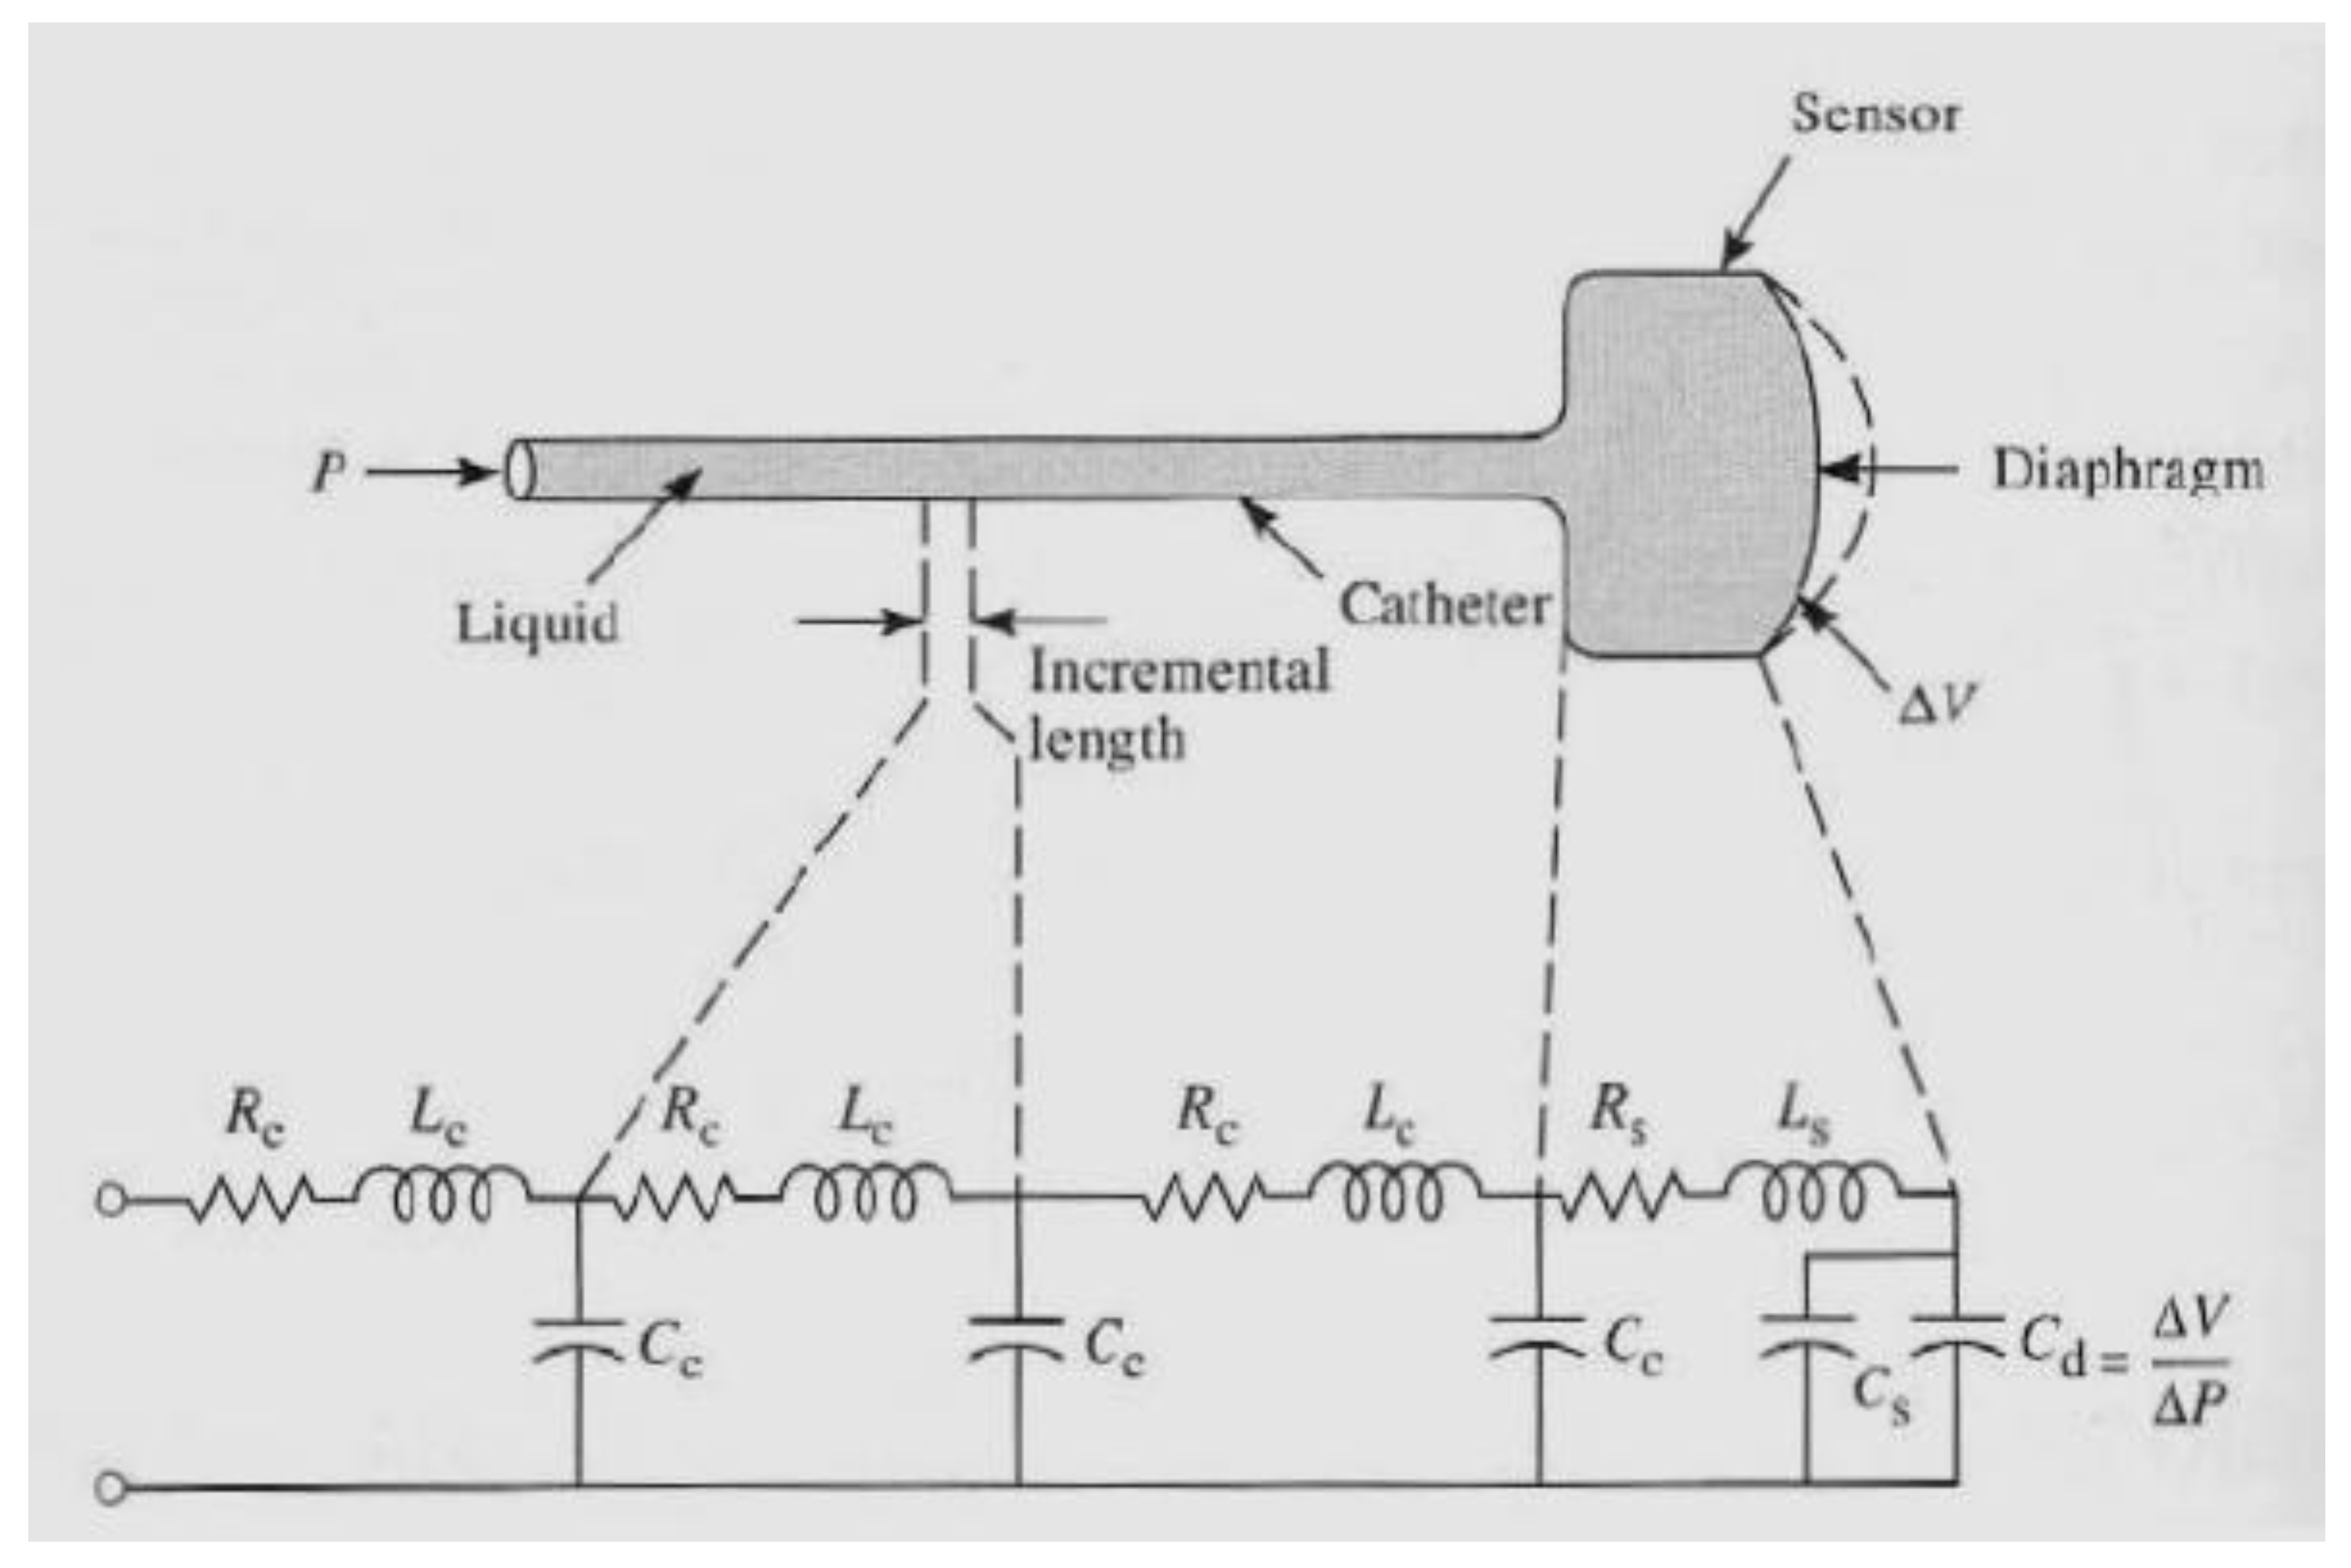 Sensor
P
Diaphragm
Liquid
Catheter
Incremental
length
ΔV
Rc Lc Rc Lc Rc Lc Rs Ls
Cc Cc Cc Cs Cd = ΔV
ΔP